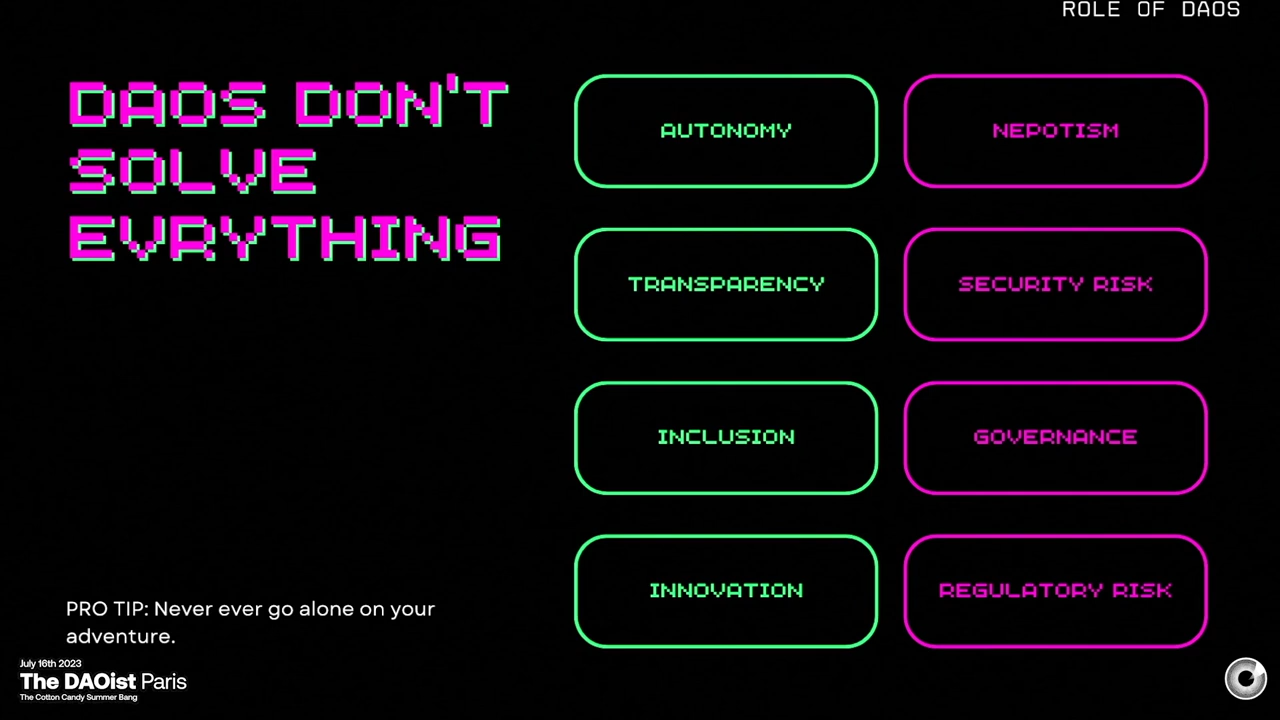 ROLE OF DAOS
DAOS DON'T
SOLVE
EVRYTHING
AUTONOMY
NEPOTISM
TRANSPARENCY
SECURITY RISK
INCLUSION
GOVERNANCE
INNOVATION
REGULATORY RISK
PRO TIP: Never ever go alone on your
adventure.
July 16th 2023
The DAOist Paris
The Cotton Candy Summer Bang